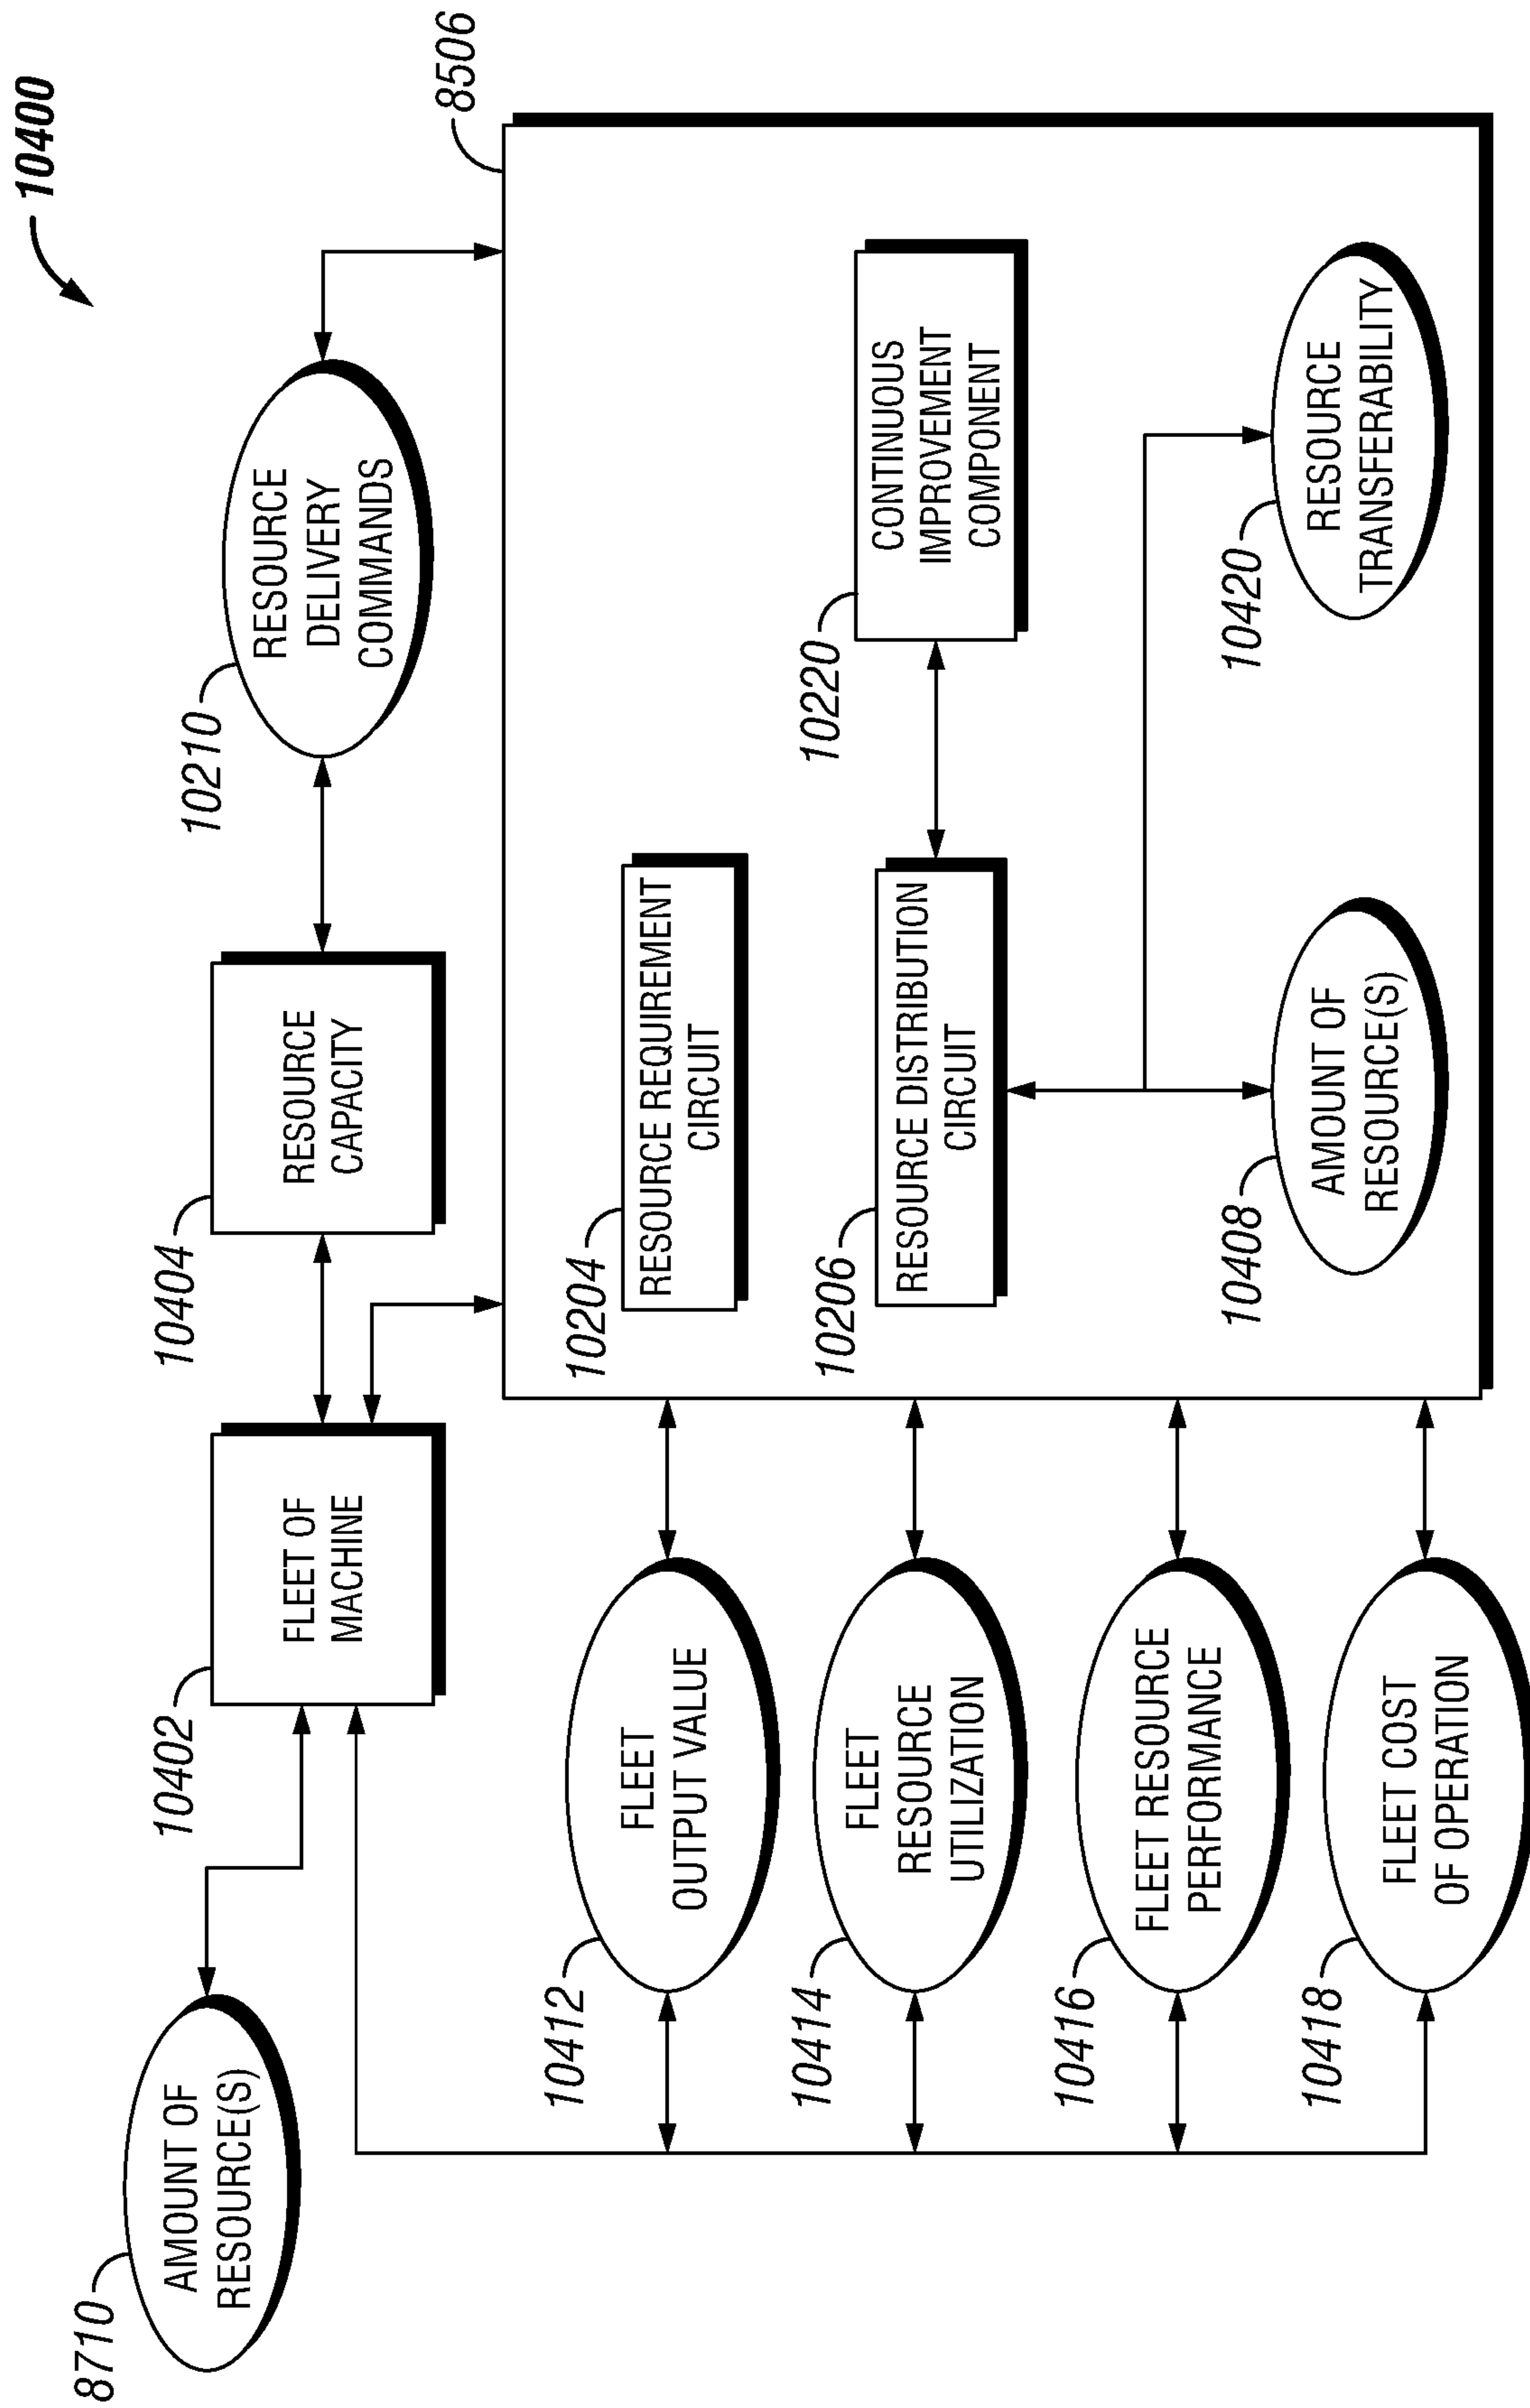 10400
8710
AMOUNT OF
RESOURCE(S)
10402
FLEET OF
MACHINE
10404
RESOURCE
CAPACITY
10210
RESOURCE
DELIVERY
COMMANDS
8506
10412
FLEET
OUTPUT VALUE
10414
FLEET
RESOURCE
UTILIZATION
10416
FLEET RESOURCE
PERFORMANCE
10418
FLEET COST
OF OPERATION
10204
RESOURCE REQUIREMENT
CIRCUIT
10206
RESOURCE DISTRIBUTION
CIRCUIT
10220
CONTINUOUS
IMPROVEMENT
COMPONENT
10408
AMOUNT OF
RESOURCE(S)
10420
RESOURCE
TRANSFERABILITY